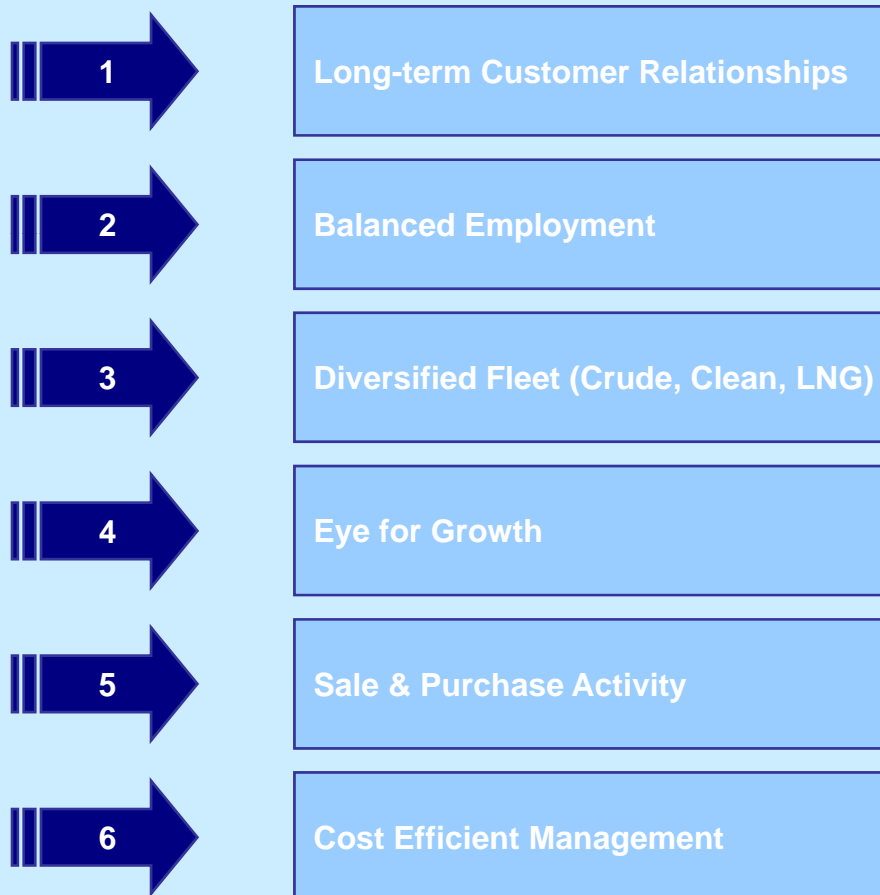 1
Long-term Customer Relationships
2
Balanced Employment
3
Diversified Fleet (Crude, Clean, LNG)
4
Eye for Growth
5
Sale & Purchase Activity
6
Cost Efficient Management